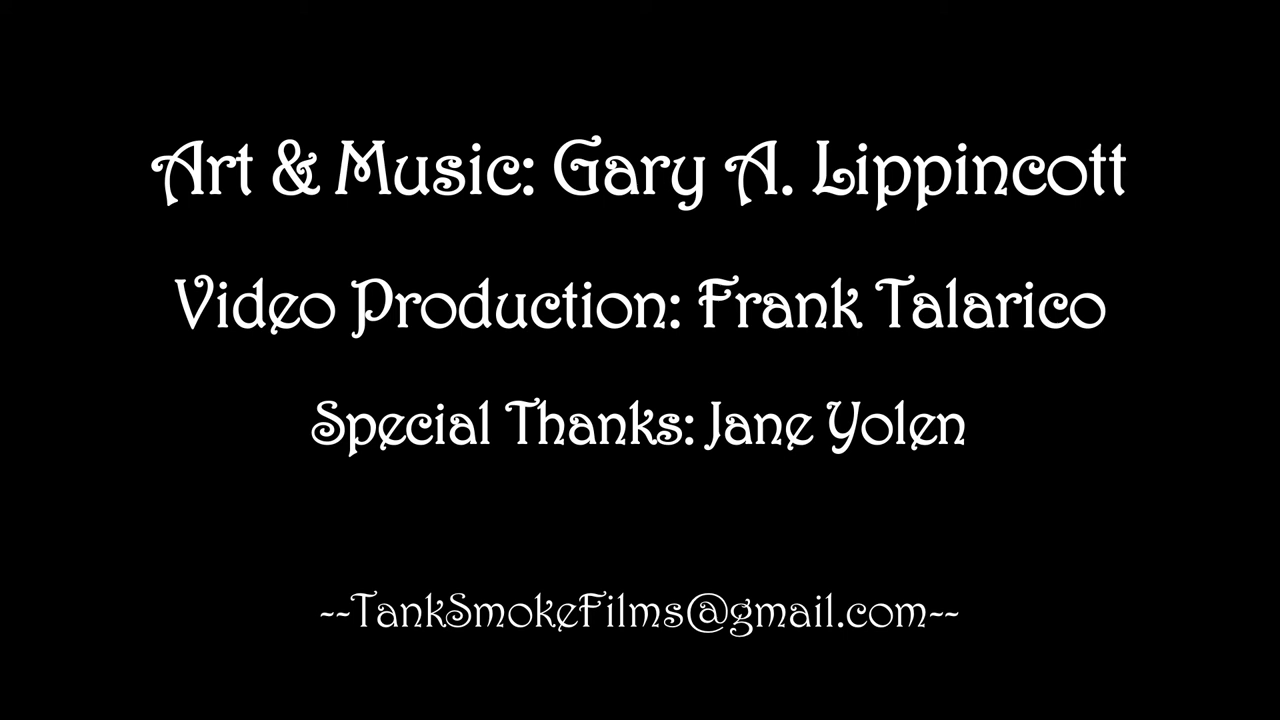 Art & Music: Gary A. Lippincott
Video Production: Frank Talarico
Special Thanks: Jane Yolen
--TankSmokeFilms@gmail.com--